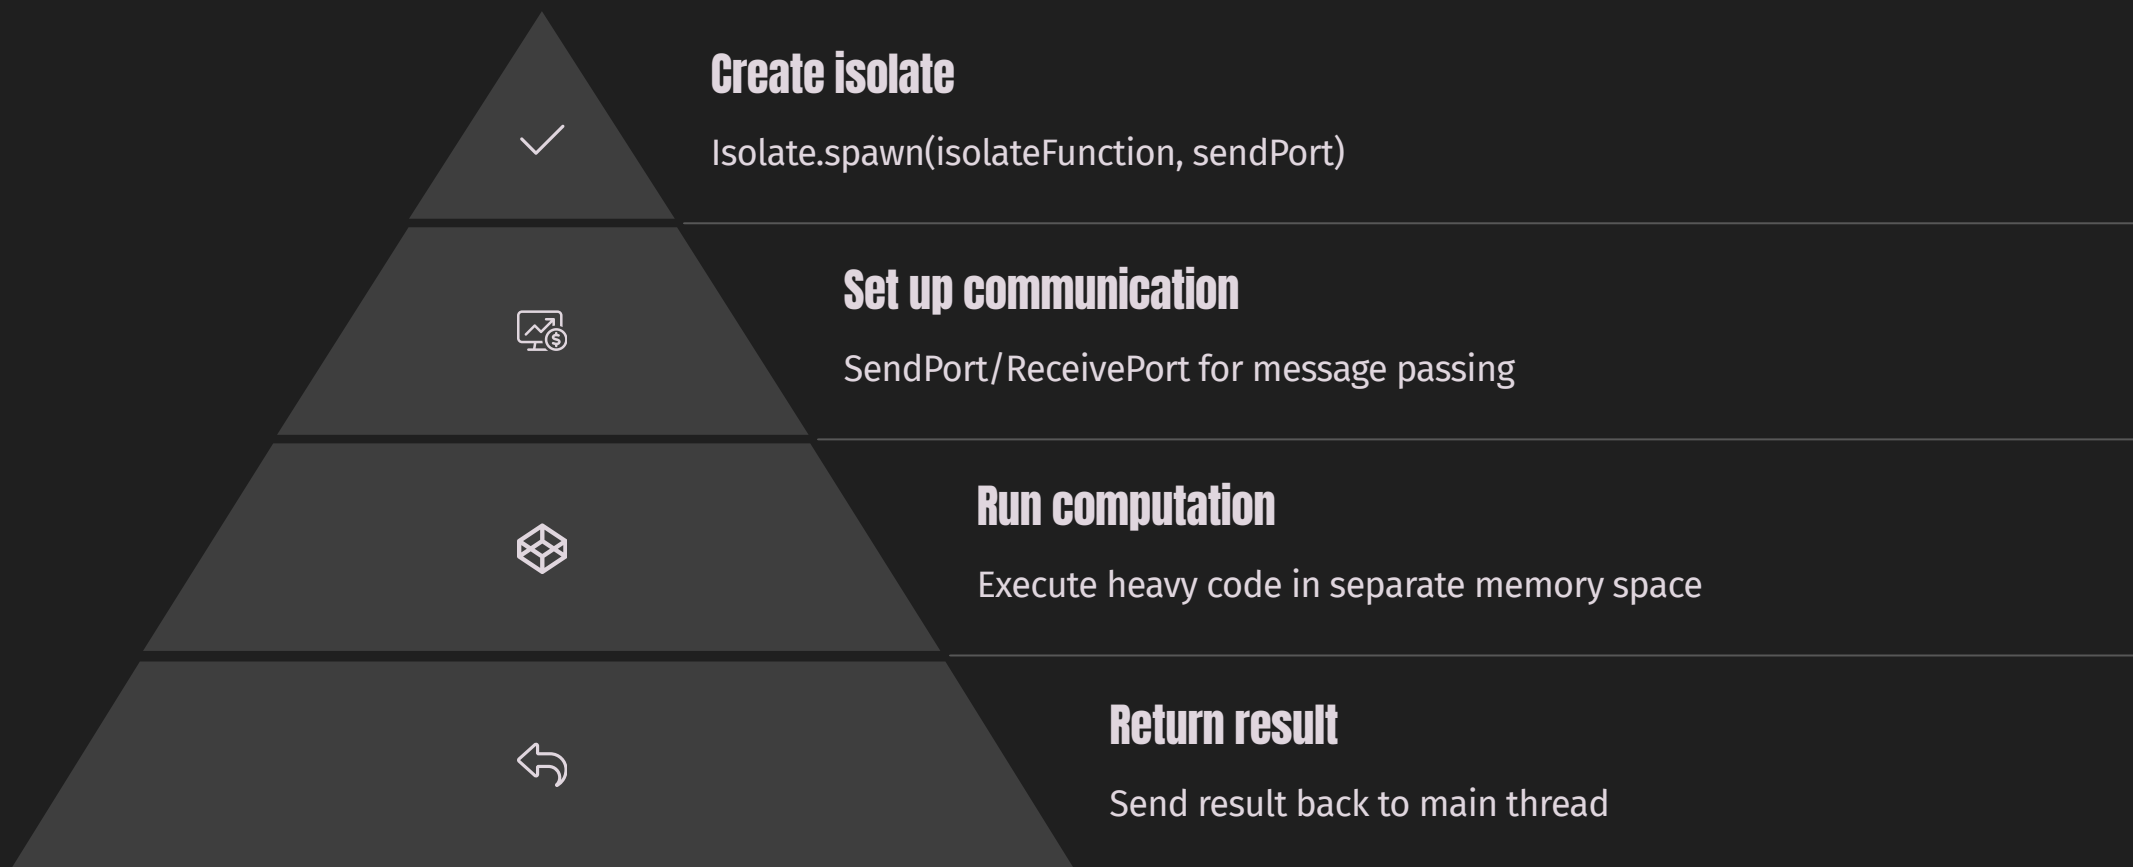 Create isolate
Isolate.spawn(isolateFunction, sendPort)
Set up communication
SendPort/ReceivePort for message passing
Run computation
Execute heavy code in separate memory space
Return result
Send result back to main thread